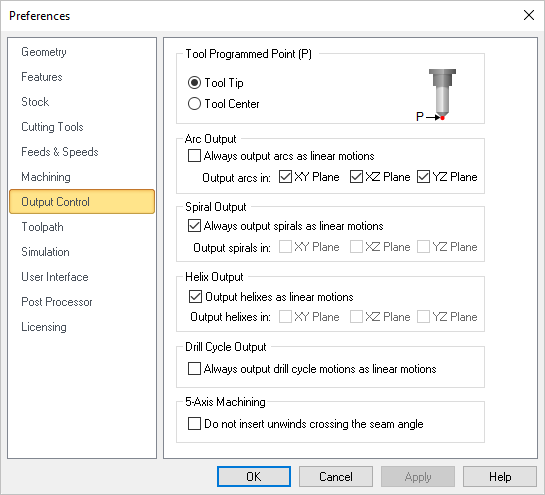 Preferences
Geometry
Features
Stock
Cutting Tools
Feeds & Speeds
Machining
Output Control
Toolpath
Simulation
User Interface
Post Processor
Licensing
Tool Programmed Point (P)
Tool Tip
Tool Center
P
Arc Output
Always output arcs as linear motions
Output arcs in: XY Plane XZ Plane YZ Plane
Spiral Output
Always output spirals as linear motions
Output spirals in: XY Plane XZ Plane YZ Plane
Helix Output
Output helixes as linear motions
Output helixes in: XY Plane XZ Plane YZ Plane
Drill Cycle Output
Always output drill cycle motions as linear motions
5-Axis Machining
Do not insert unwinds crossing the seam angle
OK Cancel Apply Help